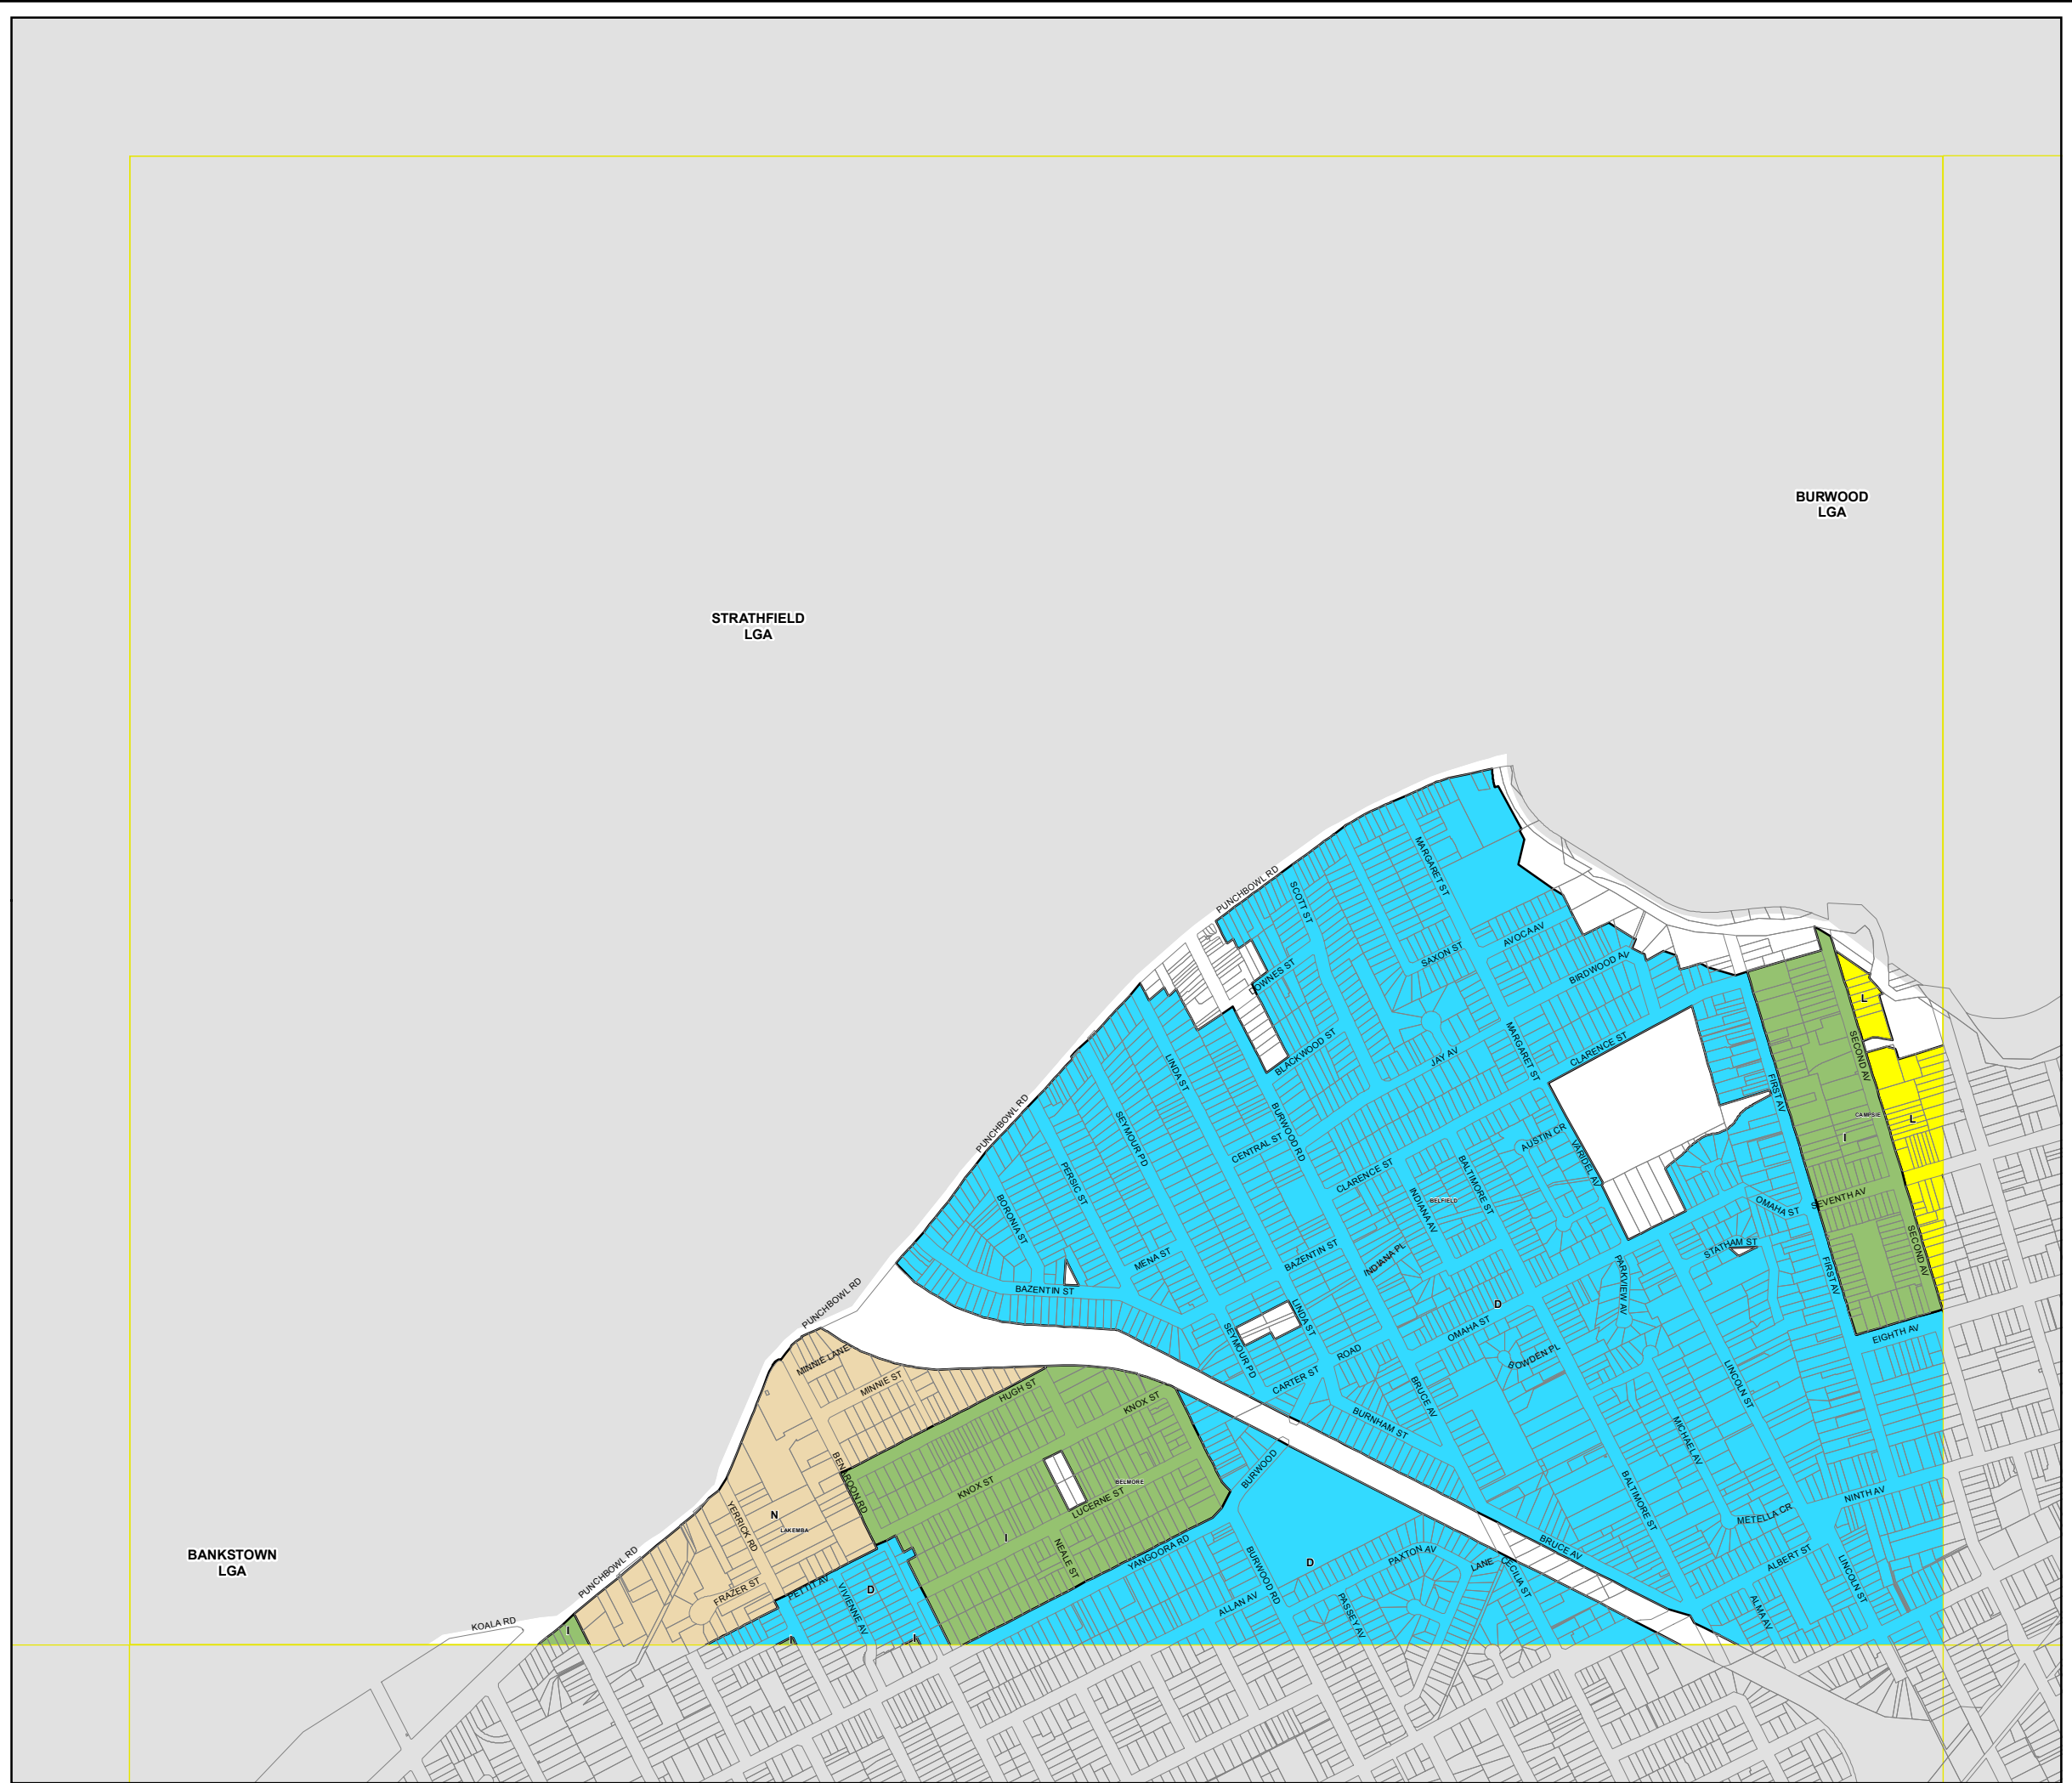 BURWOOD
LGA
STRATHFIELD
LGA
MARGARET ST
PUNCHBOWL RD
SCOTT ST
AVOCA AV
SAXON ST
BIRDWOOD AV
DOWNES ST
L
SECOND AV
MARGARET ST
BLACKWOOD ST
CLARENCE ST
JAY AV
LINDA ST
FIRST AV
PUNCHBOWL RD
SEYMOUR PD
BURWOOD RD
CAMPSIE
L
I
AUSTIN CR
CENTRAL ST
VARIDEL AV
CLARENCE ST
BALTIMORE ST
PERSIC ST
BELFIELD
INDIANA AV
SEVENTH AV
OMAHA ST
BORONIA ST
MENA ST
BAZENTIN ST
INDIANA PL
STATHAM ST
SECOND AV
FIRST AV
PARKVIEW AV
BAZENTIN ST
PUNCHBOWL RD
D
LINDA ST
OMAHA ST
EIGHTH AV
SEYMOUR PD
ROAD
BOWDEN PL
MINNIE LANE
MINNIE ST
HUGH ST
CARTER ST
LINCOLN ST
KNOX ST
BRUCE AV
BURNHAM ST
MICHAEL AV
BENAROON RD
KNOX ST
BELMORE
BURWOOD
LUCERNE ST
BALTIMORE ST
NINTH AV
METELLA CR
YERRICK RD
N
LAKEMBA
I
NEALE ST
YANGOORA RD
BRUCE AV
BANKSTOWN
LGA
PUNCHBOWL RD
D
PAXTON AV
LANE
CECILIA ST
ALBERT ST
LINCOLN ST
BURWOOD RD
FRAZER ST
PETTIT AV
D
VIVIENNE AV
ALLAN AV
PASSEY AV
ALMA AV
KOALA RD
I
I
I